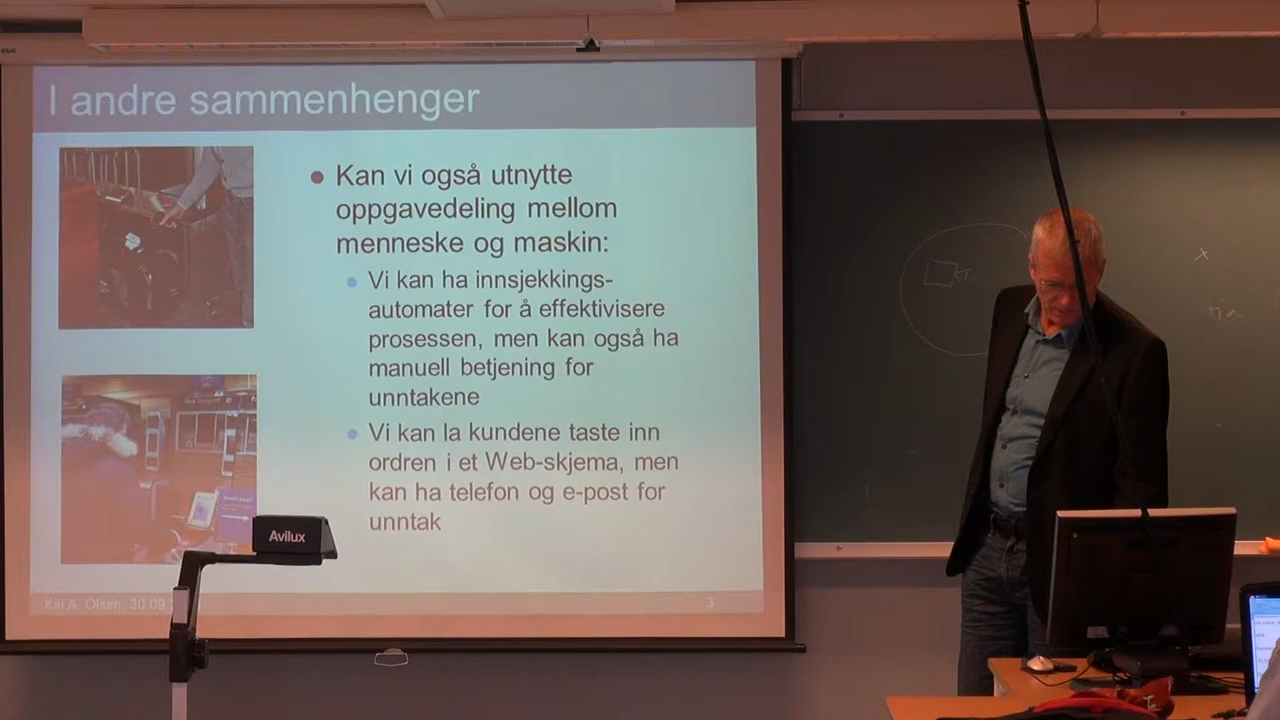 I andre sammenhenger
Kan vi også utnytte
oppgavedeling mellom
menneske og maskin:
Vi kan ha innsjekkings-
automater for å effektivisere
prosessen, men kan også ha
manuell betjening for
unntakene
Vi kan la kundene taste inn
ordren i et Web-skjema, men
kan ha telefon og e-post for
unntak
Kai A. Olsen, 30.09
3
Avilux